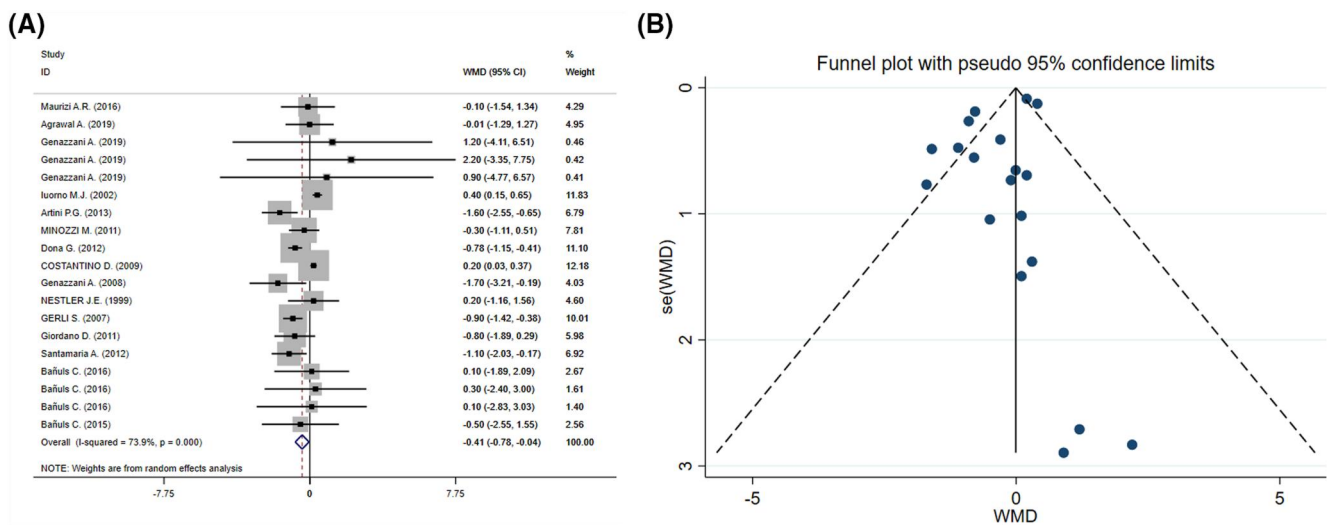 (A)
Study %
ID WMD (95% CI) Weight
Maurizi A.R. (2016) -0.10 (-1.54, 1.34) 4.29
Agrawal A. (2019) -0.01 (-1.29, 1.27) 4.95
Genazzani A. (2019) 1.20 (-4.11, 6.51) 0.46
Genazzani A. (2019) 2.20 (-3.35, 7.75) 0.42
Genazzani A. (2019) 0.90 (-4.77, 6.57) 0.41
Iuorno M.J. (2002) 0.40 (0.15, 0.65) 11.83
Artini P.G. (2013) -1.60 (-2.55, -0.65) 6.79
MINOZZI M. (2011) -0.30 (-1.11, 0.51) 7.81
Dona G. (2012) -0.78 (-1.15, -0.41) 11.10
COSTANTINO D. (2009) 0.20 (0.03, 0.37) 12.18
Genazzani A. (2008) -1.70 (-3.21, -0.19) 4.03
NESTLER J.E. (1999) 0.20 (-1.16, 1.56) 4.60
GERLI S. (2007) -0.90 (-1.42, -0.38) 10.01
Giordano D. (2011) -0.80 (-1.89, 0.29) 5.98
Santamaria A. (2012) -1.10 (-2.03, -0.17) 6.92
Bañuls C. (2016) 0.10 (-1.89, 2.09) 2.67
Bañuls C. (2016) 0.30 (-2.40, 3.00) 1.61
Bañuls C. (2016) 0.10 (-2.83, 3.03) 1.40
Bañuls C. (2015) -0.50 (-2.55, 1.55) 2.56
Overall (I-squared = 73.9%, p = 0.000) -0.41 (-0.78, -0.04) 100.00
NOTE: Weights are from random effects analysis
-7.75 0 7.75
(B)
Funnel plot with pseudo 95% confidence limits
0
1
2
3
se(WMD)
-5 0 5
WMD